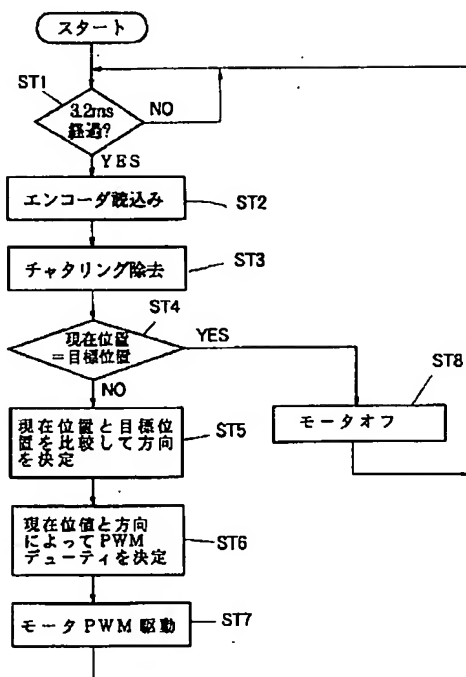 スタート
ST1
3.2ms
経過?
NO
YES
エンコーダ読込み
ST2
チャタリング除去
ST3
ST4
現在位置
=目標位置
YES
NO
ST8
モータオフ
現在位置と目標位
置を比較して方向
を決定
ST5
現在位値と方向
によってPWM
デューティを決定
ST6
モータPWM駆動
ST7